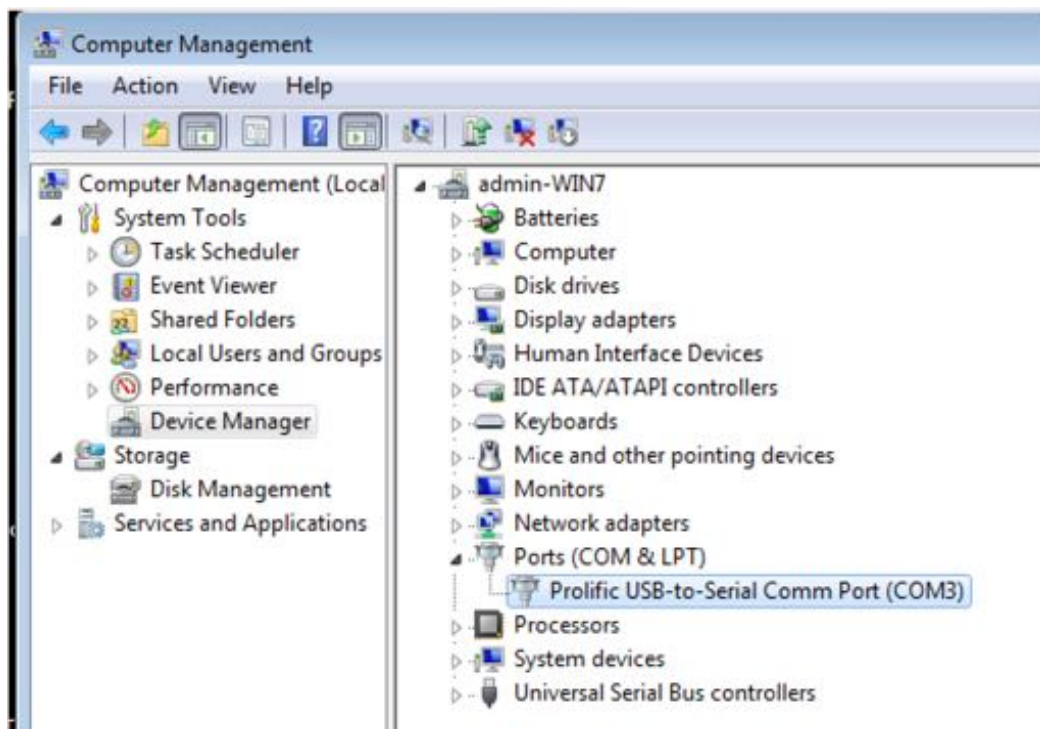 Computer Management
File Action View Help
Computer Management (Local
System Tools
Task Scheduler
Event Viewer
Shared Folders
Local Users and Groups
Performance
Device Manager
Storage
Disk Management
Services and Applications
admin-WIN7
Batteries
Computer
Disk drives
Display adapters
Human Interface Devices
IDE ATA/ATAPI controllers
Keyboards
Mice and other pointing devices
Monitors
Network adapters
Ports (COM & LPT)
Prolific USB-to-Serial Comm Port (COM3)
Processors
System devices
Universal Serial Bus controllers